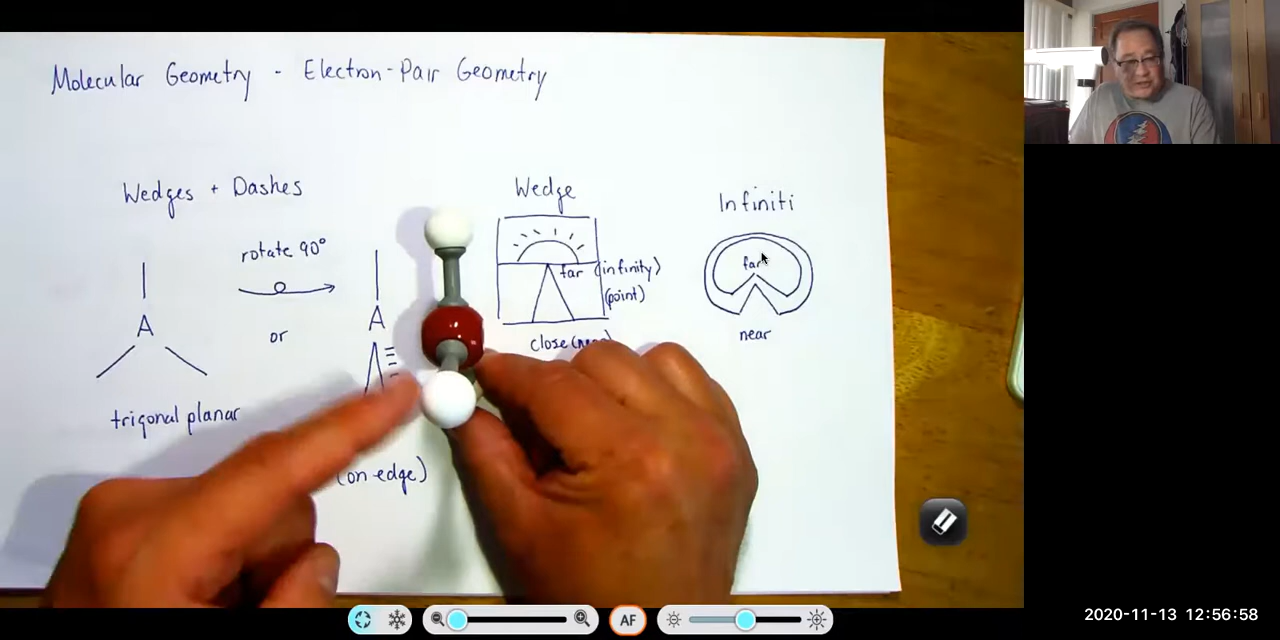 Molecular Geometry - Electron-Pair Geometry
Wedges + Dashes
Wedge
Infiniti
rotate 90°
or
A
A
trigonal planar
(on edge)
far (infinity)
(point)
close
far
near
AF
2020-11-13 12:56:58